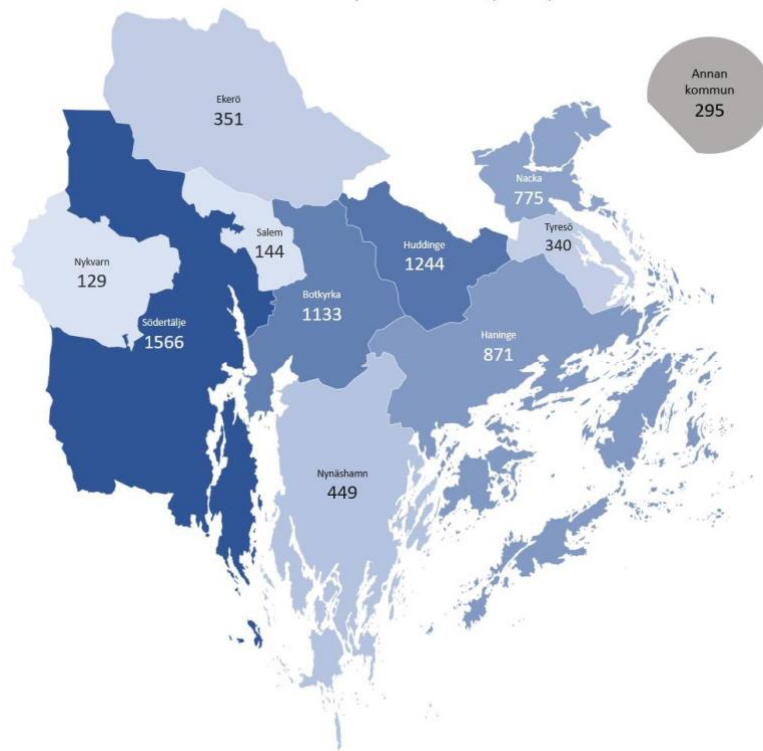 Ekerö
351
Annan
kommun
295
Nacka
775
Tyresö
340
Salem
144
Huddinge
1244
Nykvarn
129
Botkyrka
1133
Södertälje
1566
Haninge
871
Nynäshamn
449